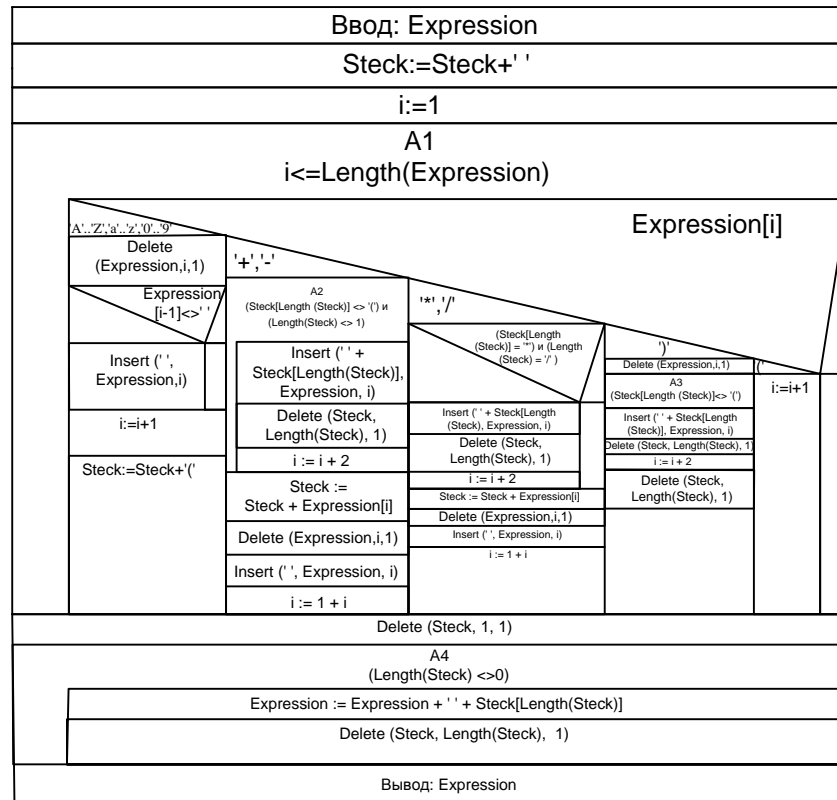 Ввод: Expression
Steck:=Steck+' '
i:=1
A1
i<=Length(Expression)
Expression[i]
'A'..'Z','a'..'z','0'..'9'
Delete
(Expression,i,1)
Expression
[i-1]<>' '
Insert (' ',
Expression,i)
i:=i+1
Steck:=Steck+'('
'+','-'
A2
(Steck[Length (Steck)] <> '(') и
(Length(Steck) <> 1)
Insert (' ' +
Steck[Length(Steck)],
Expression, i)
Delete (Steck,
Length(Steck), 1)
i := i + 2
Steck :=
Steck + Expression[i]
Delete (Expression,i,1)
Insert (' ', Expression, i)
i := 1 + i
'*','/'
(Steck[Length
(Steck)] = '*') и (Length
(Steck) = '/' )
Insert (' ' + Steck[Length
(Steck), Expression, i)
Delete (Steck,
Length(Steck), 1)
i := i + 2
Steck := Steck + Expression[i]
Delete (Expression,i,1)
Insert (' ', Expression, i)
i := 1 + i
')'
Delete (Expression,i,1)
A3
(Steck[Length (Steck)]<> '(')
Insert (' ' + Steck[Length
(Steck)], Expression, i)
Delete (Steck, Length(Steck), 1)
i := i + 2
Delete (Steck,
Length(Steck), 1)
'('
i:=i+1
Delete (Steck, 1, 1)
A4
(Length(Steck) <>0)
Expression := Expression + ' ' + Steck[Length(Steck)]
Delete (Steck, Length(Steck), 1)
Вывод: Expression